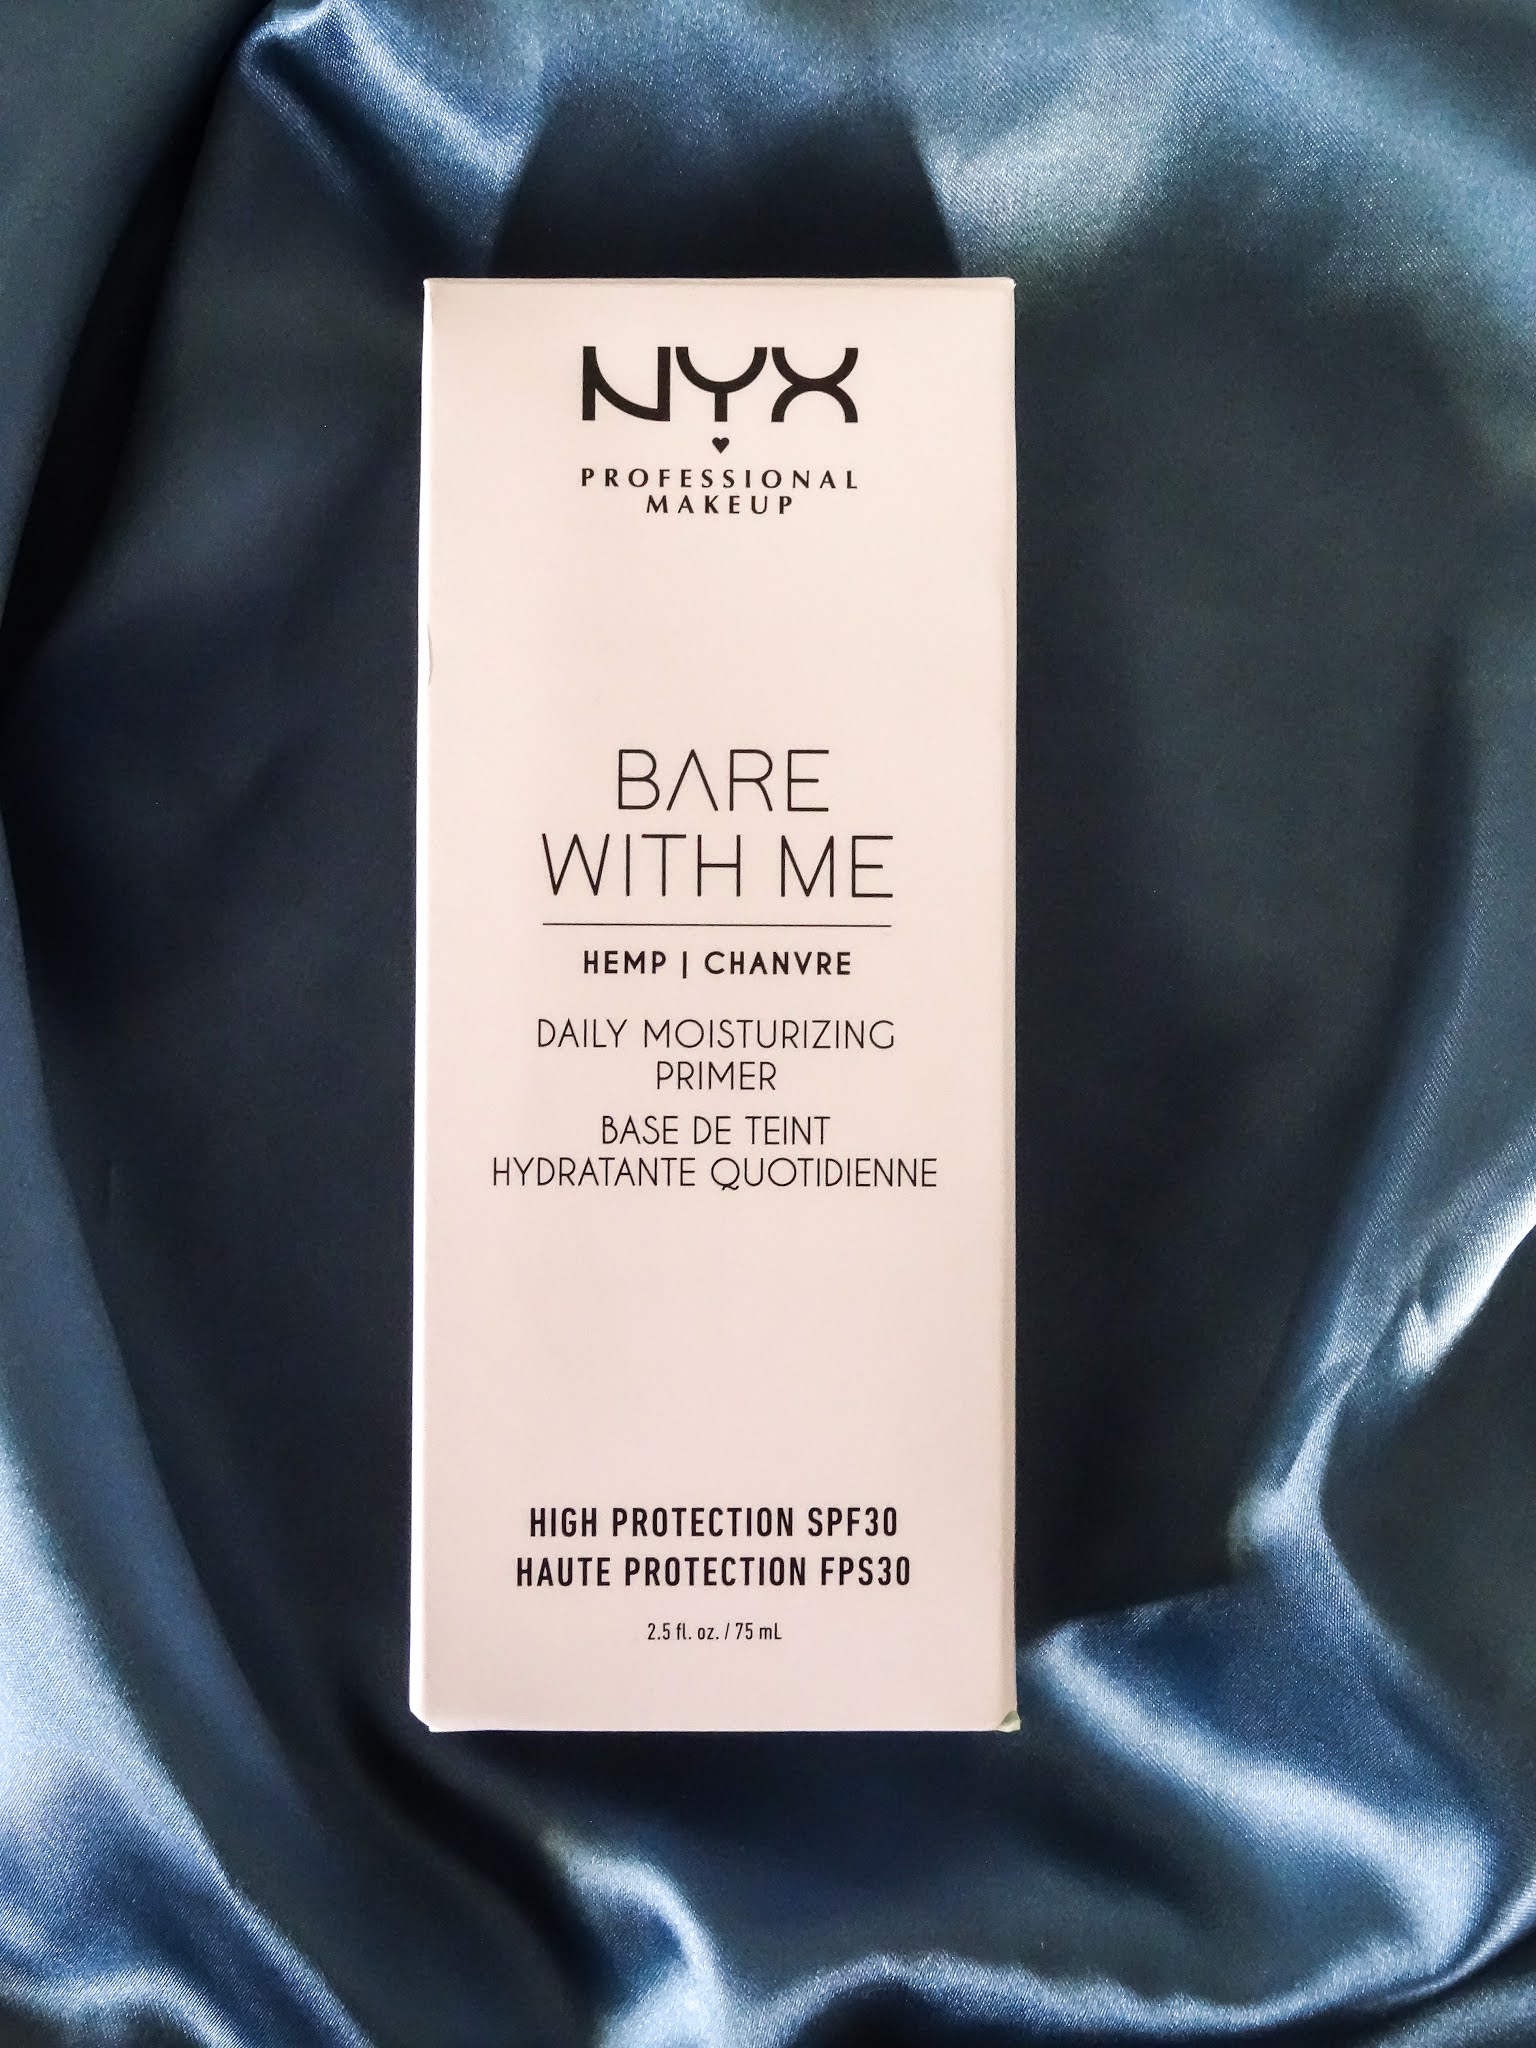 NYX
PROFESSIONAL
MAKEUP
BARE
WITH ME
HEMP | CHANVRE
DAILY MOISTURIZING
PRIMER
BASE DE TEINT
HYDRATANTE QUOTIDIENNE
HIGH PROTECTION SPF30
HAUTE PROTECTION FPS30
2.5 fl. oz. / 75 mL